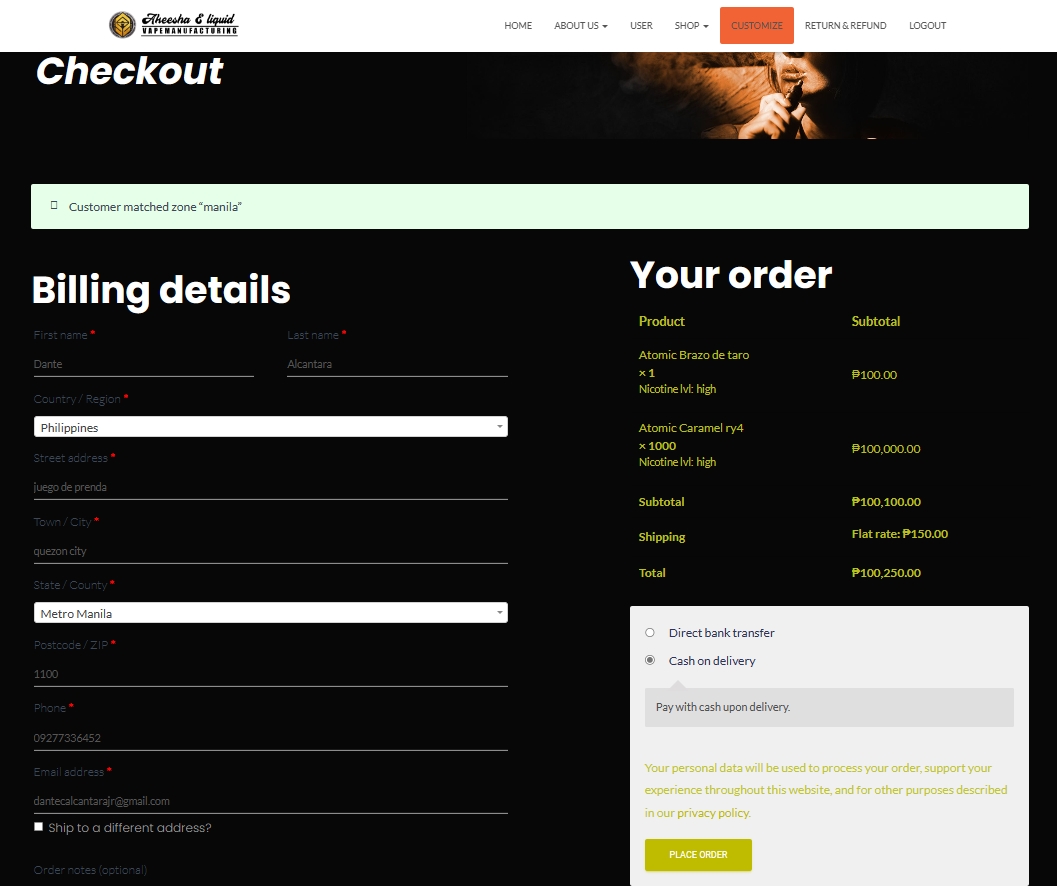 Aheesha E liquid
VAPEMANUFACTURING
HOME
ABOUT US
USER
SHOP
CUSTOMIZE
RETURN & REFUND
LOGOUT
Checkout
Customer matched zone “manila”
Billing details
First name *
Last name *
Dante
Alcantara
Country / Region *
Philippines
Street address *
juego de prenda
Town / City *
quezon city
State / County *
Metro Manila
Postcode / ZIP *
1100
Phone *
09277336452
Email address *
dantecalcantarajr@gmail.com
Ship to a different address?
Order notes (optional)
Your order
Product
Subtotal
Atomic Brazo de taro
× 1
Nicotine lvl: high
₱100.00
Atomic Caramel ry4
× 1000
Nicotine lvl: high
₱100,000.00
Subtotal
₱100,100.00
Shipping
Flat rate: ₱150.00
Total
₱100,250.00
Direct bank transfer
Cash on delivery
Pay with cash upon delivery.
Your personal data will be used to process your order, support your
experience throughout this website, and for other purposes described
in our privacy policy.
PLACE ORDER